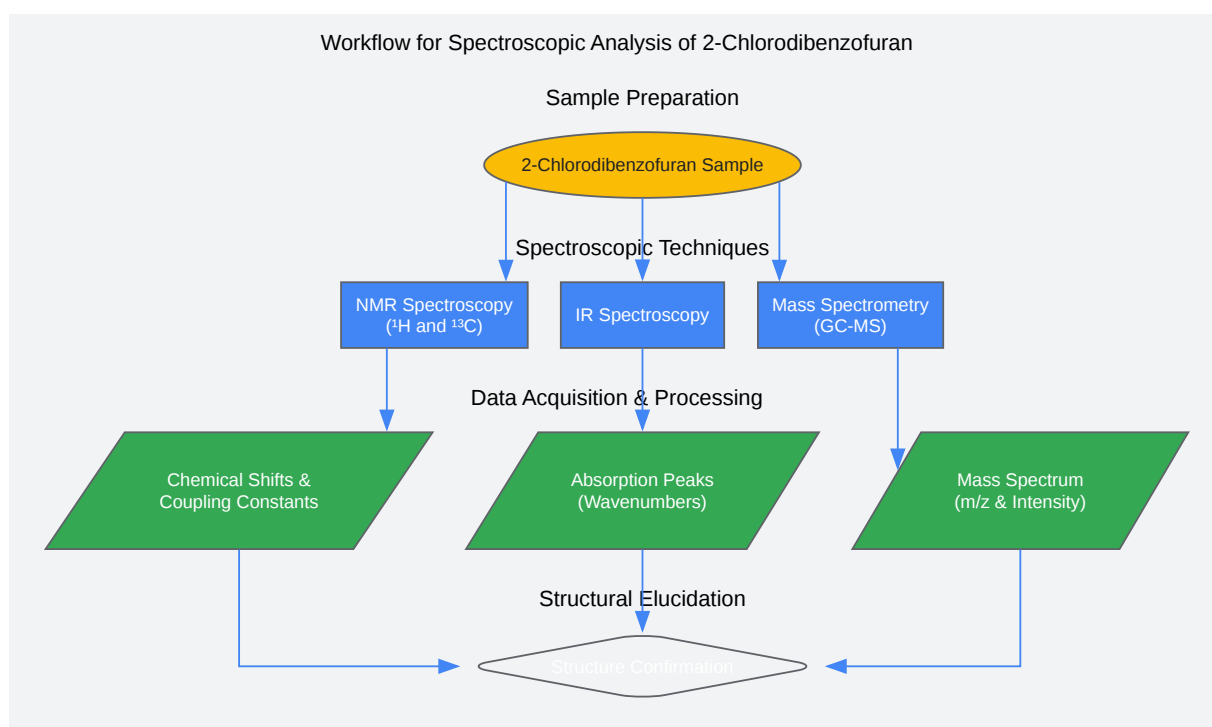 Workflow for Spectroscopic Analysis of 2-Chlorodibenzofuran
Sample Preparation
2-Chlorodibenzofuran Sample
Spectroscopic Techniques
NMR Spectroscopy
(¹H and ¹³C)
IR Spectroscopy
Mass Spectrometry
(GC-MS)
Data Acquisition & Processing
Chemical Shifts &
Coupling Constants
Absorption Peaks
(Wavenumbers)
Mass Spectrum
(m/z & Intensity)
Structural Elucidation
Structure Confirmation